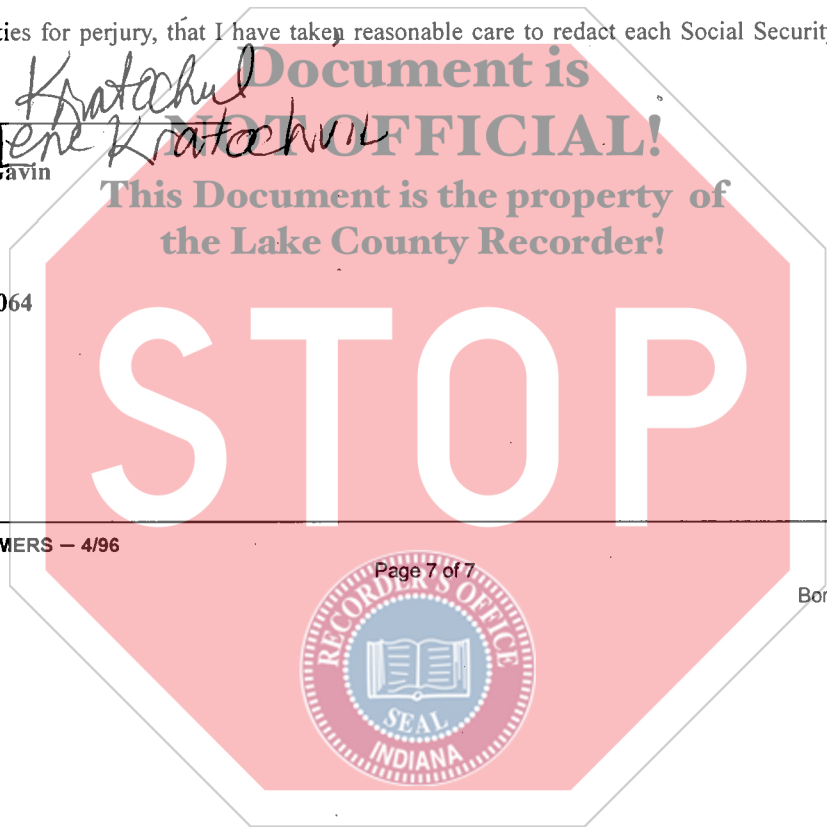 ties for perjury, that I have taken reasonable care to redact each Social Security
Document is
Kratochvil
NOT OFFICIAL!
ene Kratochvil
avin
This Document is the property of
the Lake County Recorder!
064
STOP
MERS – 4/96
Page 7 of 7
Bor
RECORDER'S OFFICE
SEAL
INDIANA